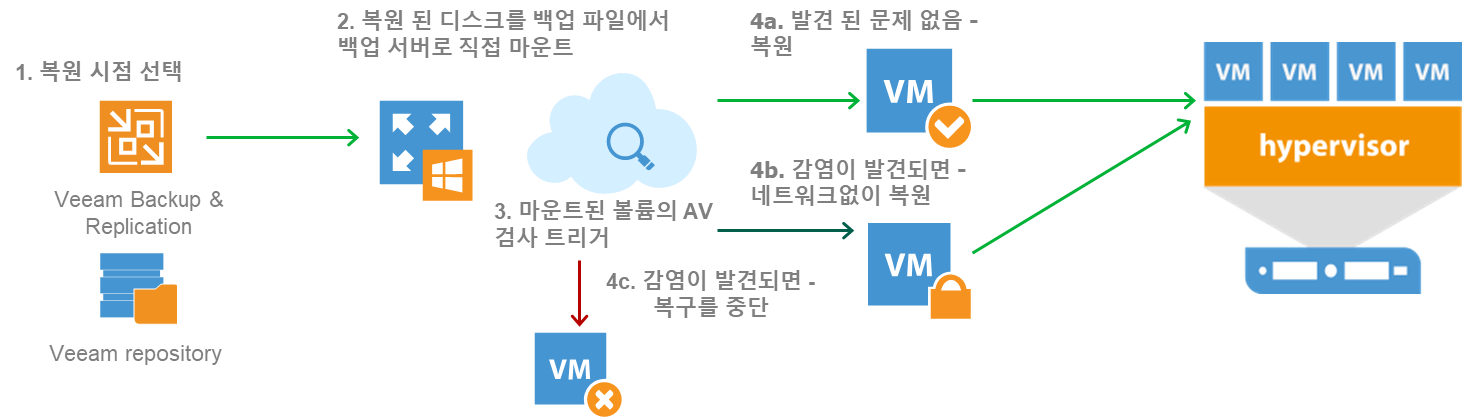 1. 복원 시점 선택
Veeam Backup &
Replication
Veeam repository
2. 복원 된 디스크를 백업 파일에서
백업 서버로 직접 마운트
3. 마운트된 볼륨의 AV
검사 트리거
4a. 발견 된 문제 없음 -
복원
VM
4b. 감염이 발견되면 -
네트워크없이 복원
VM
4c. 감염이 발견되면 -
복구를 중단
VM
VM VM VM VM
hypervisor